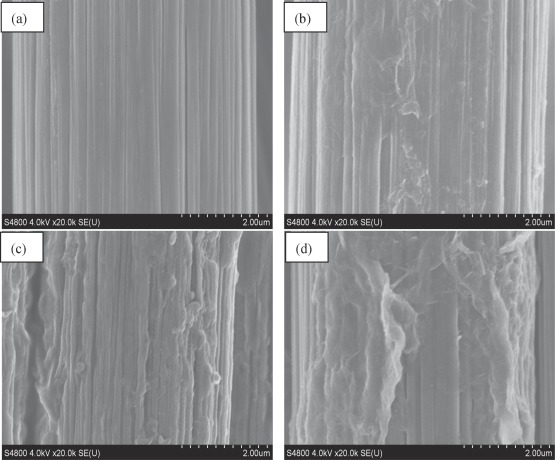 (a)
(b)
S4800 4.0kV x20.0k SE(U) 2.00um
S4800 4.0kV x20.0k SE(U) 2.00um
(c)
(d)
S4800 4.0kV x20.0k SE(U) 2.00um
S4800 4.0kV x20.0k SE(U) 2.00um